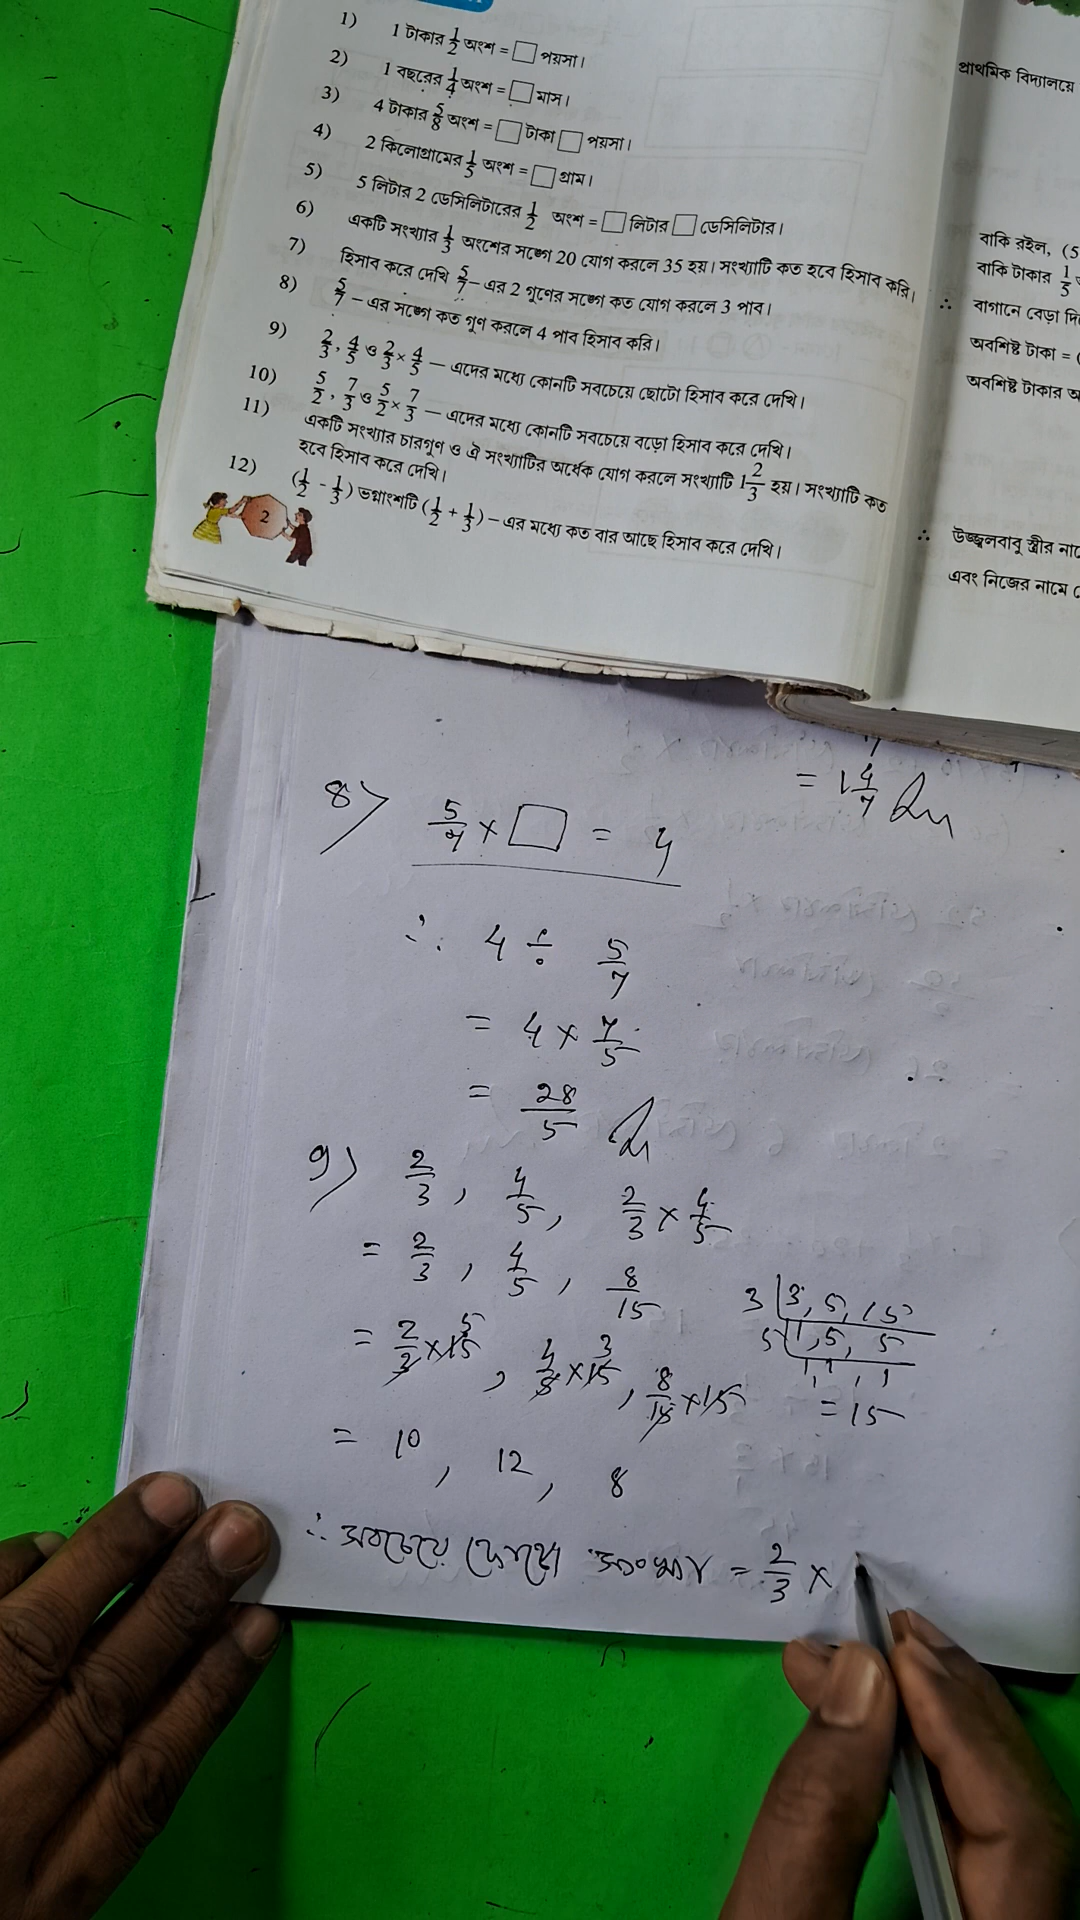 1) 1 টাকার 1/2 অংশ = □ পয়সা।
2) 1 বছরের 1/4 অংশ = □ মাস।
3) 4 টাকার 5/8 অংশ = □ টাকা □ পয়সা।
4) 2 কিলোগ্রামের 1/5 অংশ = □ গ্রাম।
5) 5 লিটার 2 ডেসিলিটারের 1/2 অংশ = □ লিটার □ ডেসিলিটার।
6) একটি সংখ্যার 1/3 অংশের সঙ্গে 20 যোগ করলে 35 হয়। সংখ্যাটি কত হবে হিসাব করি।
7) হিসাব করে দেখি 5/7 – এর 2 গুণের সঙ্গে কত যোগ করলে 3 পাব।
8) 5/7 – এর সঙ্গে কত গুণ করলে 4 পাব হিসাব করি।
9) 2/3, 4/5 ও 2/3 × 4/5 — এদের মধ্যে কোনটি সবচেয়ে ছোটো হিসাব করে দেখি।
10) 5/2, 7/3 ও 5/2 × 7/3 — এদের মধ্যে কোনটি সবচেয়ে বড়ো হিসাব করে দেখি।
11) একটি সংখ্যার চারগুণ ও ঐ সংখ্যাটির অর্ধেক যোগ করলে সংখ্যাটি 1 2/3 হয়। সংখ্যাটি কত
হবে হিসাব করে দেখি।
12) (1/2 - 1/3) ভগ্নাংশটি (1/2 + 1/3) – এর মধ্যে কত বার আছে হিসাব করে দেখি।
2
প্রাথমিক বিদ্যালয়ে
বাকি রইল, (5
বাকি টাকার 1/5
∴ বাগানে বেড়া দি
অবশিষ্ট টাকা = (
অবশিষ্ট টাকার
∴ উজ্জ্বলবাবু স্ত্রীর
এবং নিজের নামে
= 1 4/7
8) 5/7 × □ = 4
∴ 4 ÷ 5/7
= 4 × 7/5
= 28/5
9) 2/3, 4/5, 2/3 × 4/5
= 2/3, 4/5, 8/15
= 2/3 × 15 5, 4/5 × 15 3, 8/15 × 15
= 10, 12, 8
3 | 3, 5, 15
5 | 1, 5, 5
1, 1, 1
= 15
∴ সবচেয়ে ছোটো সংখ্যা = 2/3 ×